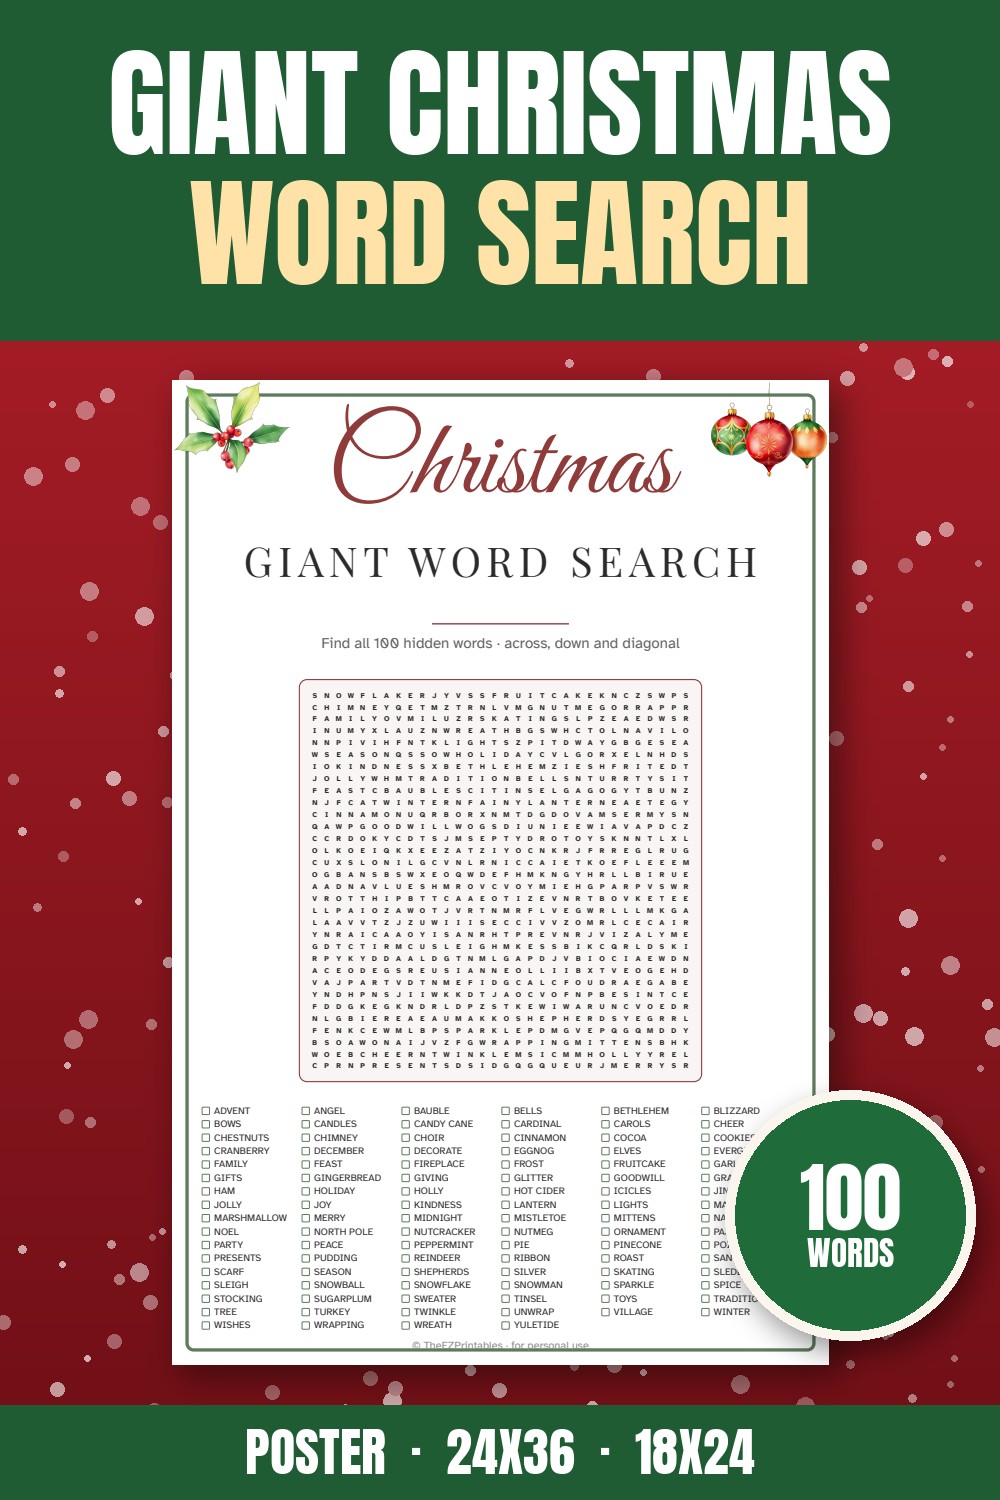 GIANT CHRISTMAS
WORD SEARCH
Christmas
GIANT WORD SEARCH
Find all 100 hidden words · across, down and diagonal
S N O W F L A K E R J Y V S S F R U I T C A K E K N C Z S W P S
C H I M N E Y Q E T M Z T R N L V M G N U T M E G O R R A P P R
F A M I L Y O V M I L U Z R S K A T I N G S L P Z E A E D W S R
I N U M Y X L A U Z N W R E A T H B G S W H C T O L N A V I L O
N N P I V I H F N T K L I G H T S Z P I T D W A Y G B G E S E A
W S E A S O N Q S S O W H O L I D A Y C V L G O R X E L N H D S
I O K I N D N E S S X B E T H L E H E M Z I E S H F R I T E D T
J O L L Y W H M T R A D I T I O N B E L L S N T U R R T Y S I T
F E A S T C B A U B L E S C I T I N S E L G A G O G Y T B U N Z
N J F C A T W I N T E R N F A I N Y L A N T E R N E A E T E G Y
C I N N A M O N U Q R B O R X N M T D G D O V A M S E R M Y S N
Q A W P G O O D W I L L W O G S D I U N I E E W I A V A P D C Z
C C R D O K Y C D T S J M S E P T Y D R O T O Y S K N N T L X L
O L K O E I Q K X E E Z A T Z I Y O C N K R J F R R E G L R U G
C U X S L O N I L G C V N L R N I C C A I E T K O E F L E E E M
O G B A N S B S W X E O Q W D E F H M K N G Y H R L L B I R U E
A A D N A V L U E S H M R O V C V O Y M I E H G P A R P V S W R
V R O T T H I P B T T C A A E O T I Z E V N R T B O V K E T E E
L L P A I O Z A W O T J V R T N M R F L V E G W R L L L M K G A
L A A V V T Z J Z U W I I I S E C C I V V Z O M R L C E C A I R
Y N R A I C A A O Y I S A N R H T P R E V N R J V I Z A L Y M E
G D T C T I R M C U S L E I G H M K E S S B I K C Q R L D S K I
R P Y K Y D D A A L D G T N M L G A P D J V B I O C I A E W D N
A C E O D E G S R E U S I A N N E O L L I I B X T V E O G E H D
V A J P A R T V D T N M E F I D G C A L C F O U D R A E G A B E
Y N D H P N S J I I W K K D T J A O C V O F N P B E S I N T C E
F D D G K E G K N D R L D P Z S T K E W I W A R U N C V O E D R
N L G B I E R E A E A U M A K K O S H E P H E R D S Y E G R R L
F E N K C E W M L B P S P A R K L E P D M G V E P Q G Q M D D Y
B S O A W O N A I J V Z F G W R A P P I N G M I T T E N S B H K
W O E B C H E E R N T W I N K L E M S I C M M H O L L Y Y R E L
C P R N P R E S E N T S D S I D G Q G Q U E U R J M E R R Y S R
ADVENT ANGEL BAUBLE BELLS BETHLEHEM BLIZZARD
BOWS CANDLES CANDY CANE CARDINAL CAROLS CHEER
CHESTNUTS CHIMNEY CHOIR CINNAMON COCOA COOKIES
CRANBERRY DECEMBER DECORATE EGGNOG ELVES
FAMILY FEAST FIREPLACE FROST FRUITCAKE
GIFTS GINGERBREAD GIVING GLITTER GOODWILL
HAM HOLIDAY HOLLY HOT CIDER ICICLES
JOLLY JOY KINDNESS LANTERN LIGHTS
MARSHMALLOW MERRY MIDNIGHT MISTLETOE MITTENS
NOEL NORTH POLE NUTCRACKER NUTMEG ORNAMENT
PARTY PEACE PEPPERMINT PIE PINECONE
PRESENTS PUDDING REINDEER RIBBON ROAST
SCARF SEASON SHEPHERDS SILVER SKATING
SLEIGH SNOWBALL SNOWFLAKE SNOWMAN SPARKLE SPICE
STOCKING SUGARPLUM SWEATER TINSEL TOYS
TREE TURKEY TWINKLE UNWRAP VILLAGE WINTER
WISHES WRAPPING WREATH YULETIDE
© TheEZPrintables · for personal use
100
WORDS
POSTER · 24X36 · 18X24